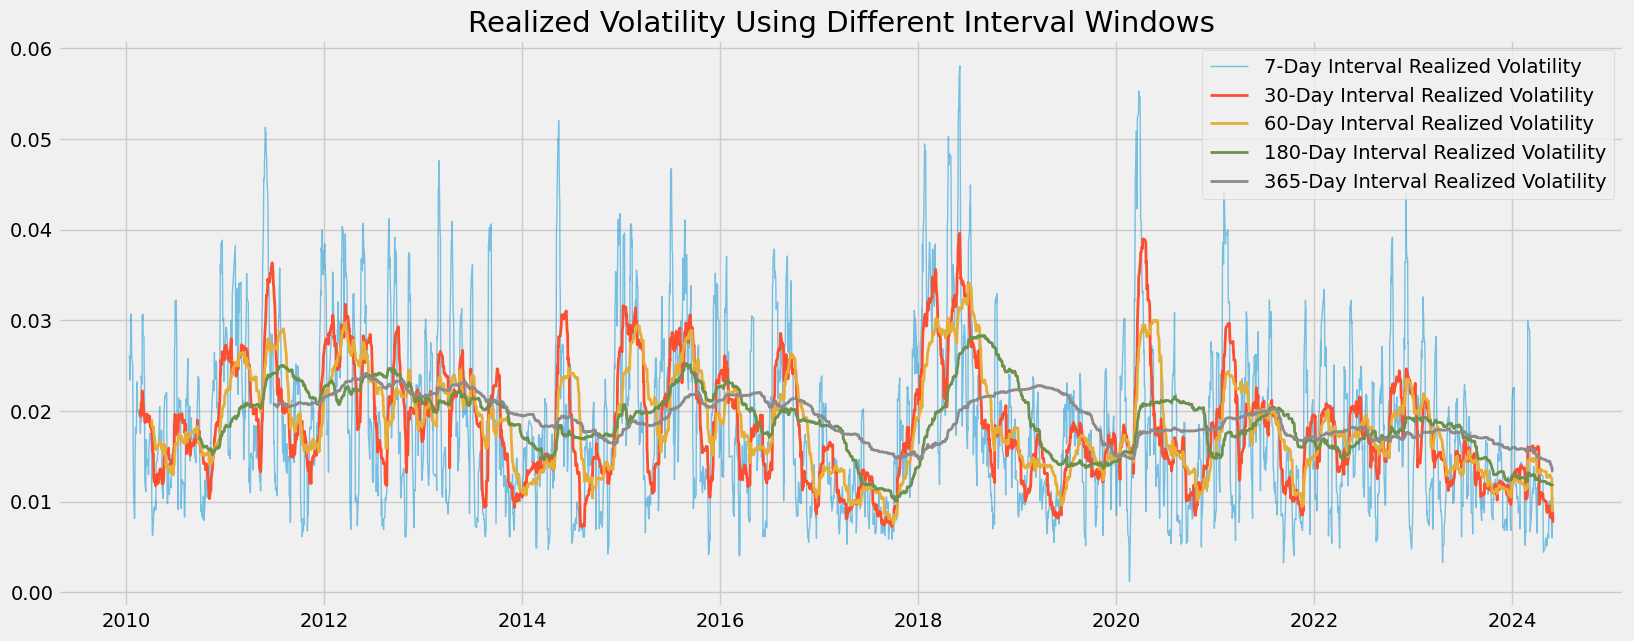 Realized Volatility Using Different Interval Windows
0.06
0.05
0.04
0.03
0.02
0.01
0.00
7-Day Interval Realized Volatility
30-Day Interval Realized Volatility
60-Day Interval Realized Volatility
180-Day Interval Realized Volatility
365-Day Interval Realized Volatility
2010 2012 2014 2016 2018 2020 2022 2024